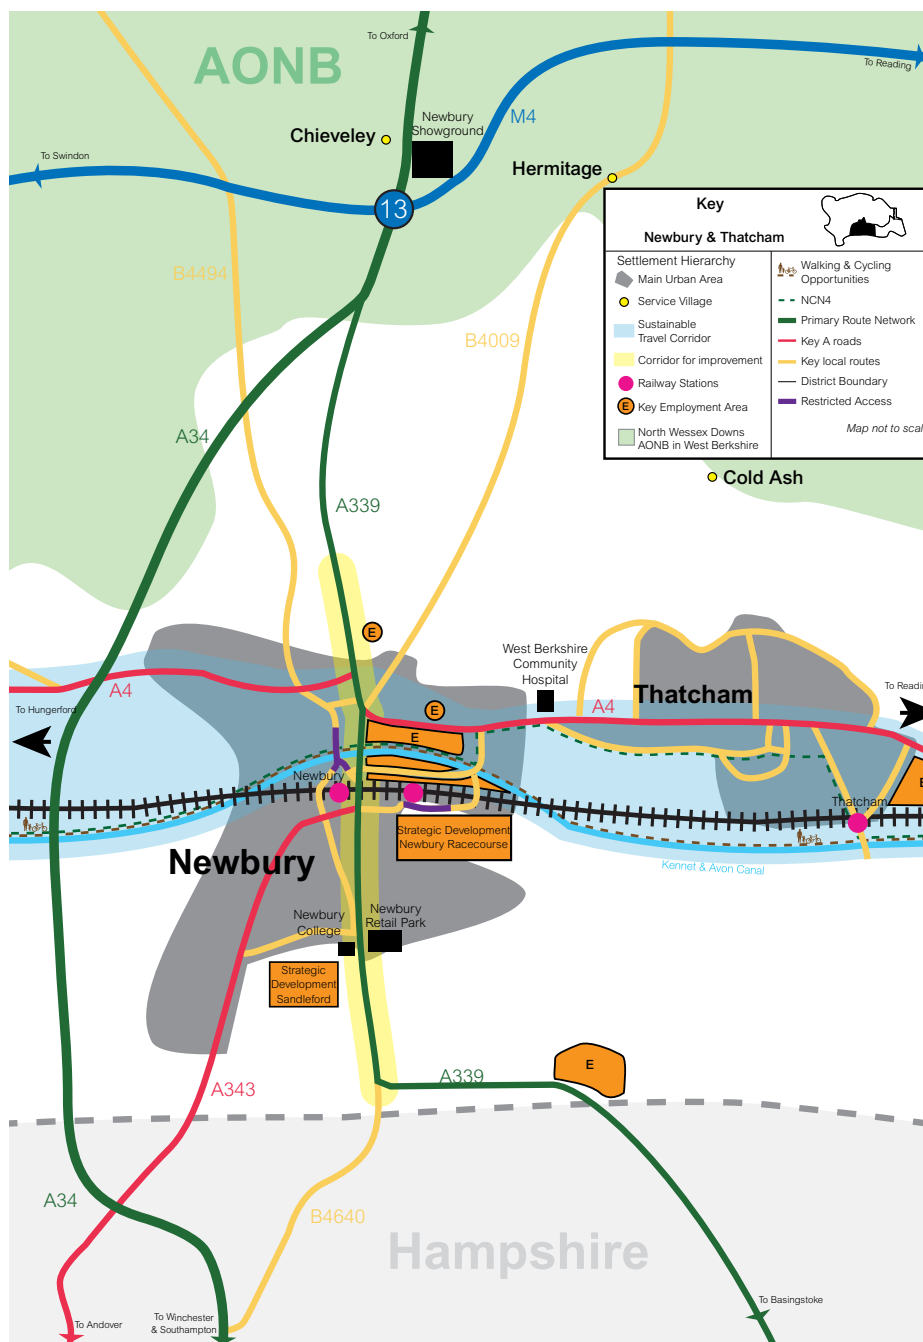 To Oxford
AONB
To Reading
Newbury
Showground
M4
Chieveley
To Swindon
Hermitage
13
Key
Newbury & Thatcham
Settlement Hierarchy
Main Urban Area
Service Village
Sustainable
Travel Corridor
Corridor for improvement
Railway Stations
E
Key Employment Area
North Wessex Downs
AONB in West Berkshire
Walking & Cycling
Opportunities
NCN4
Primary Route Network
Key A roads
Key local routes
District Boundary
Restricted Access
Map not to scal
B4494
B4009
A34
A339
Cold Ash
E
West Berkshire
Community
Hospital
A4
Thatcham
To Readin
To Hungerford
E
A4
E
Newbury
E
Thatcham
Strategic Development
Newbury Racecourse
Newbury
Kennet & Avon Canal
Newbury
College
Newbury
Retail Park
Strategic
Development
Sandleford
E
A339
A343
A34
B4640
Hampshire
To Basingstoke
To Andover
To Winchester
& Southampton